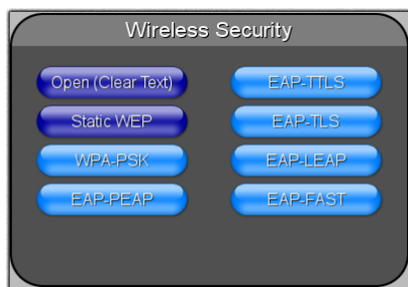 Wireless Security
Open (Clear Text)
EAP-TTLS
Static WEP
EAP-TLS
WPA-PSK
EAP-LEAP
EAP-PEAP
EAP-FAST